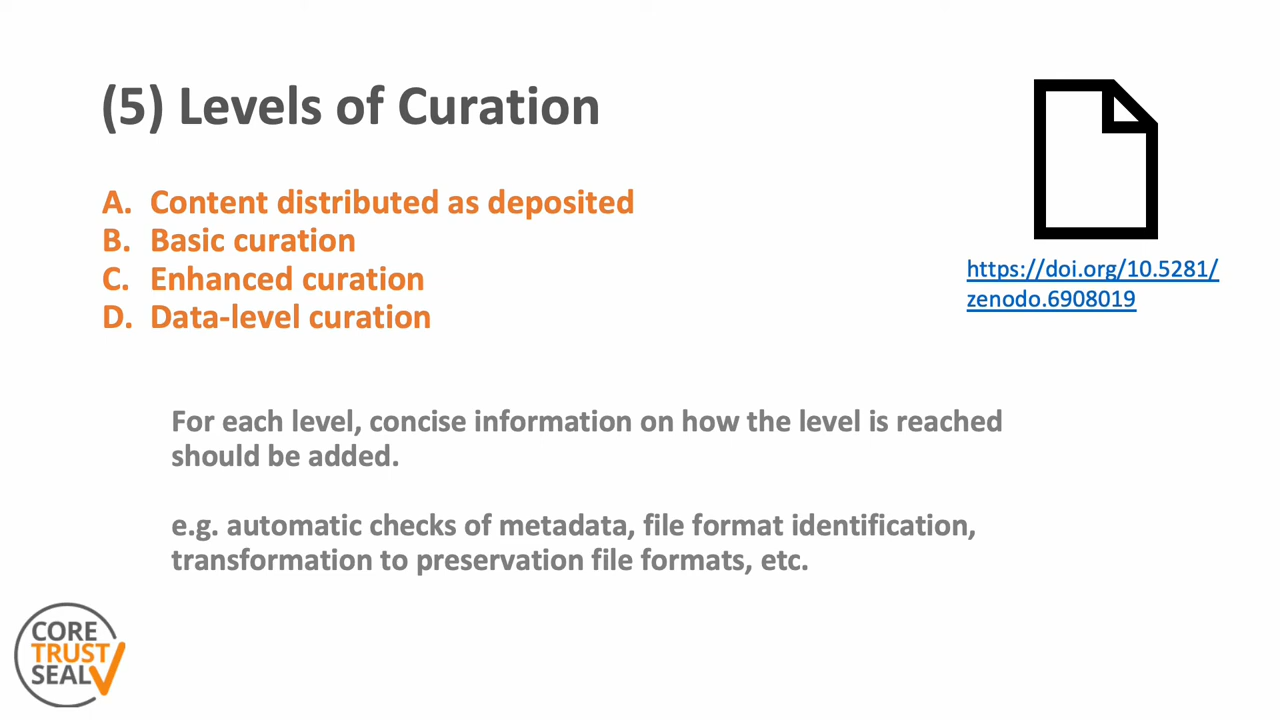 (5) Levels of Curation
A. Content distributed as deposited
B. Basic curation
C. Enhanced curation
D. Data-level curation
https://doi.org/10.5281/
zenodo.6908019
For each level, concise information on how the level is reached
should be added.
e.g. automatic checks of metadata, file format identification,
transformation to preservation file formats, etc.
CORE
TRUST
SEAL